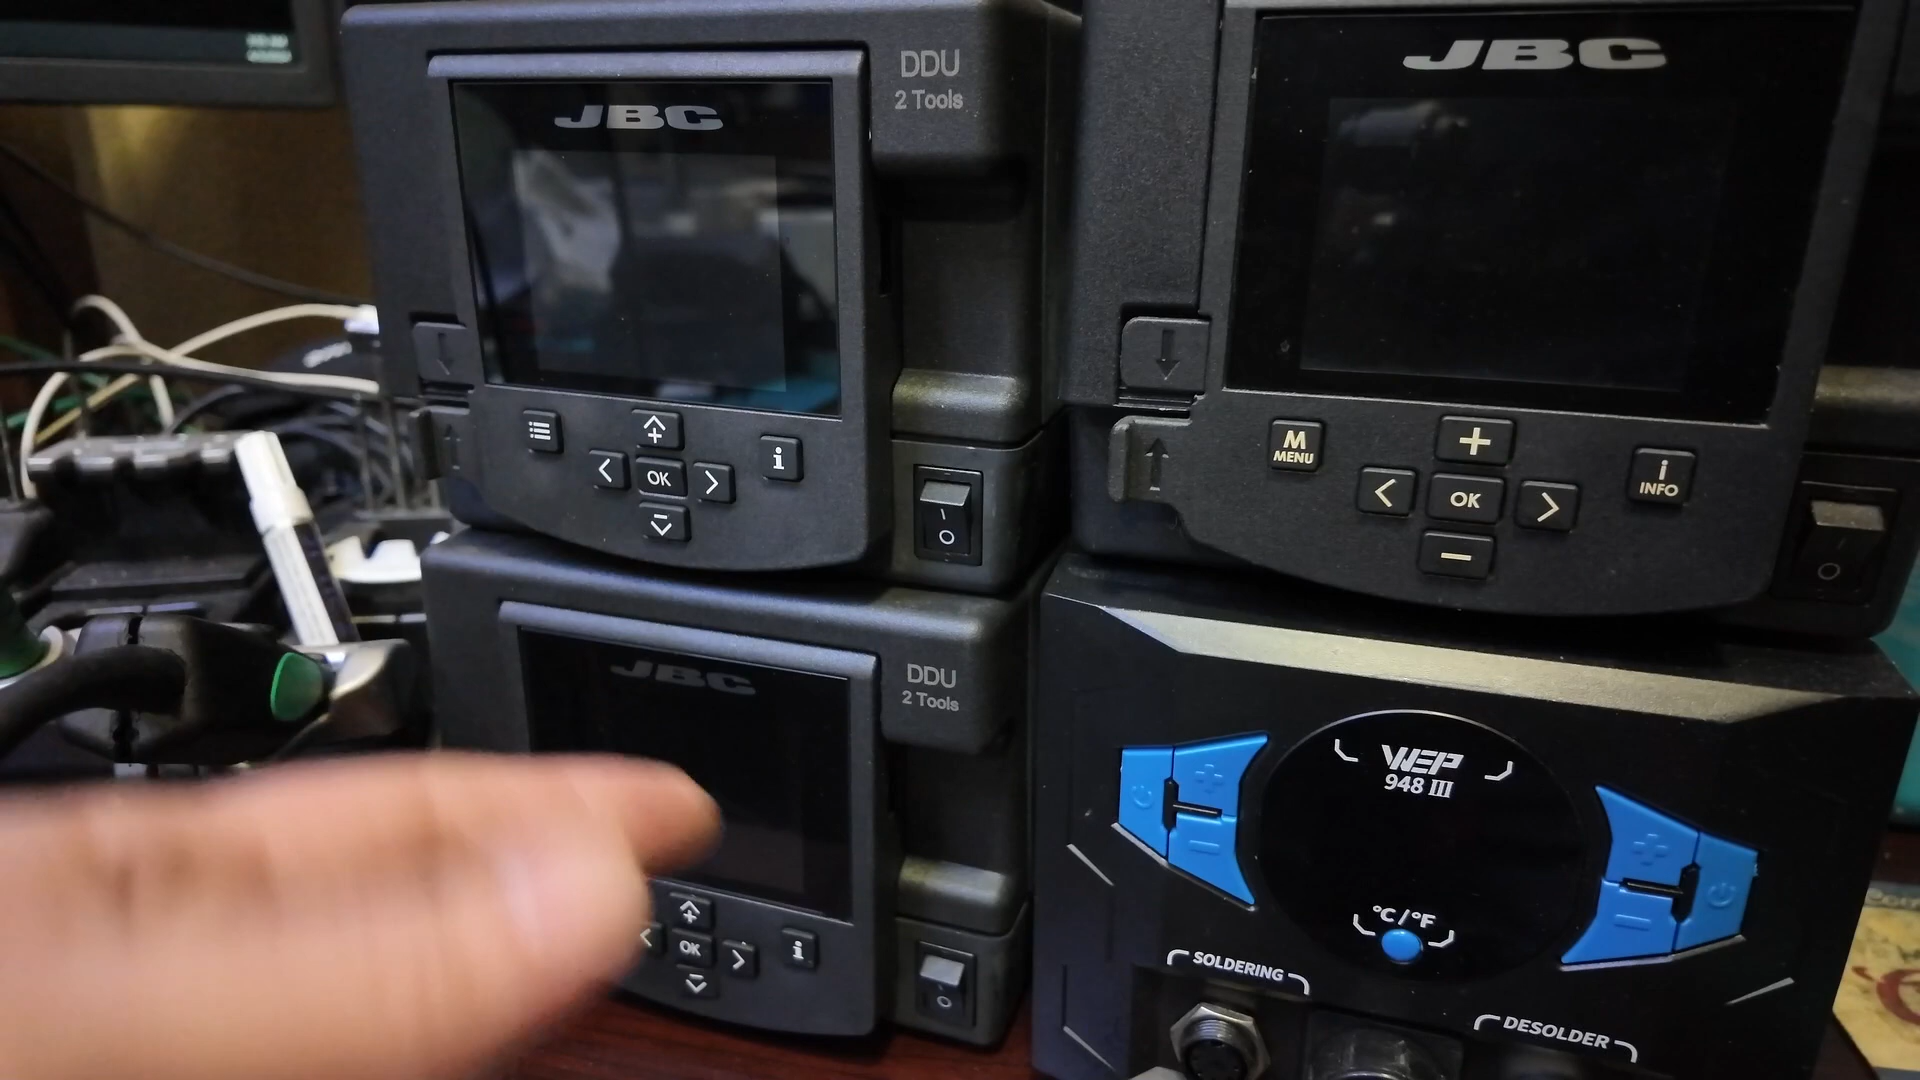 JBC
DDU
2 Tools
OK
i
I
O
JBC
M
MENU
+
OK
−
i
INFO
O
JBC
DDU
2 Tools
OK
i
O
WEP
948 III
°C/°F
SOLDERING
DESOLDER